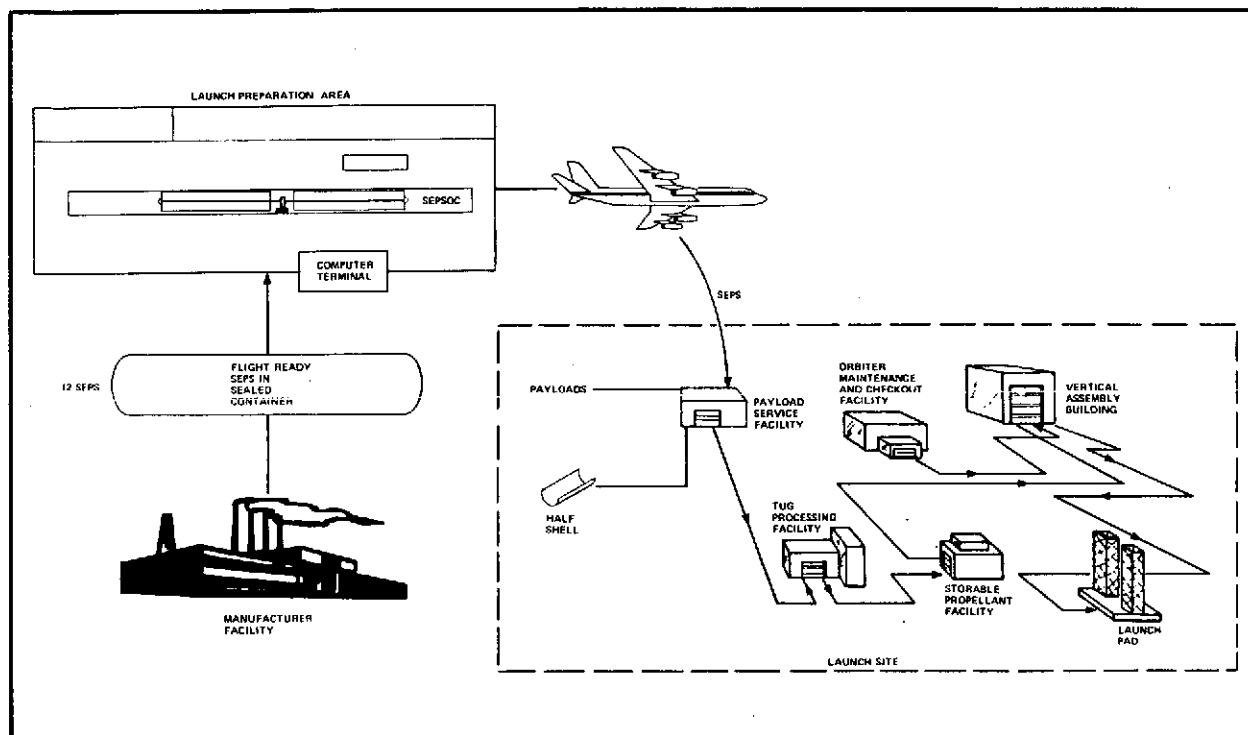 LAUNCH PREPARATION AREA
SEPSOC
COMPUTER
TERMINAL
SEPS
12 SEPS
FLIGHT READY
SEPS IN
SEALED
CONTAINER
MANUFACTURER
FACILITY
PAYLOADS
PAYLOAD
SERVICE
FACILITY
HALF
SHELL
ORBITER
MAINTENANCE
AND CHECKOUT
FACILITY
VERTICAL
ASSEMBLY
BUILDING
TUG
PROCESSING
FACILITY
STORABLE
PROPELLANT
FACILITY
LAUNCH
PAD
LAUNCH SITE